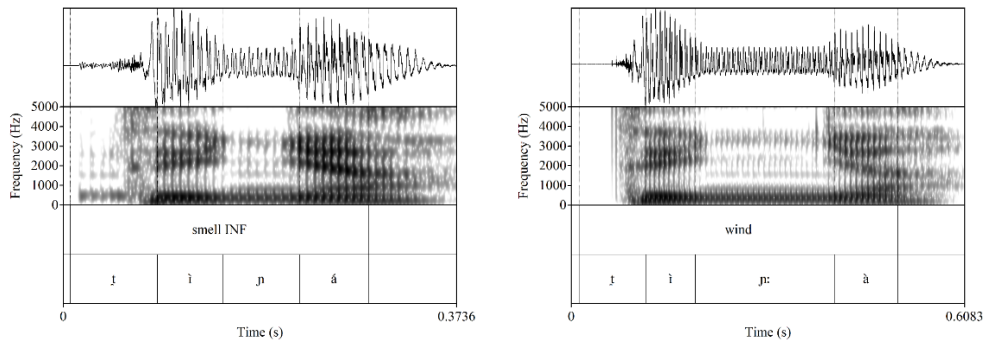 5000
4000
3000
2000
1000
0
Frequency (Hz)
smell INF
t̪ ì ɲ á
0 0.3736
Time (s)
5000
4000
3000
2000
1000
0
Frequency (Hz)
wind
t̪ ì ɲː à
0 0.6083
Time (s)